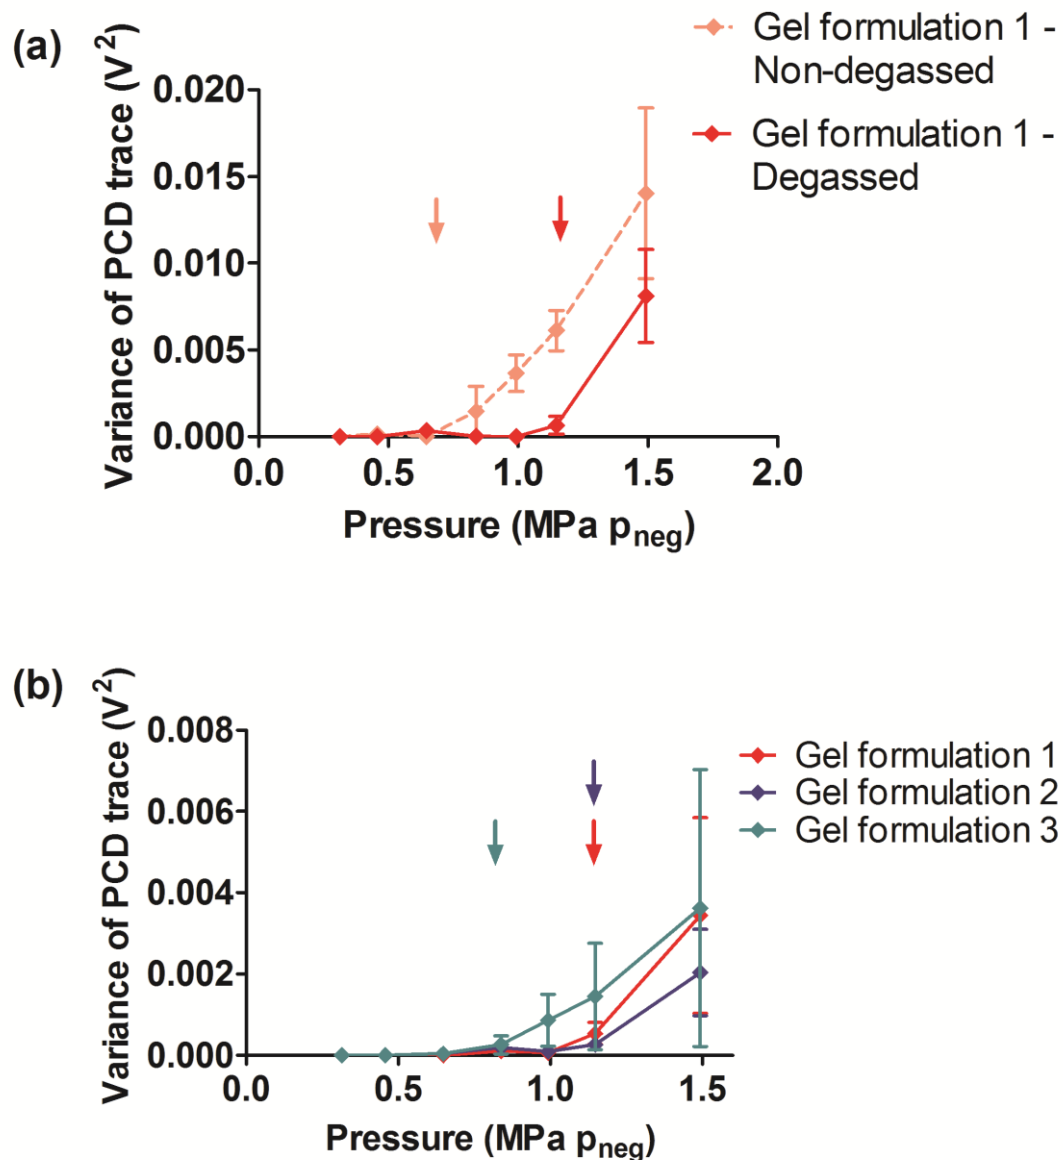 (a)
Variance of PCD trace (V²)
0.020
0.015
0.010
0.005
0.000
0.0 0.5 1.0 1.5 2.0
Pressure (MPa pneg)
Gel formulation 1 -
Non-degassed
Gel formulation 1 -
Degassed
(b)
Variance of PCD trace (V²)
0.008
0.006
0.004
0.002
0.000
0.0 0.5 1.0 1.5
Pressure (MPa pneg)
Gel formulation 1
Gel formulation 2
Gel formulation 3